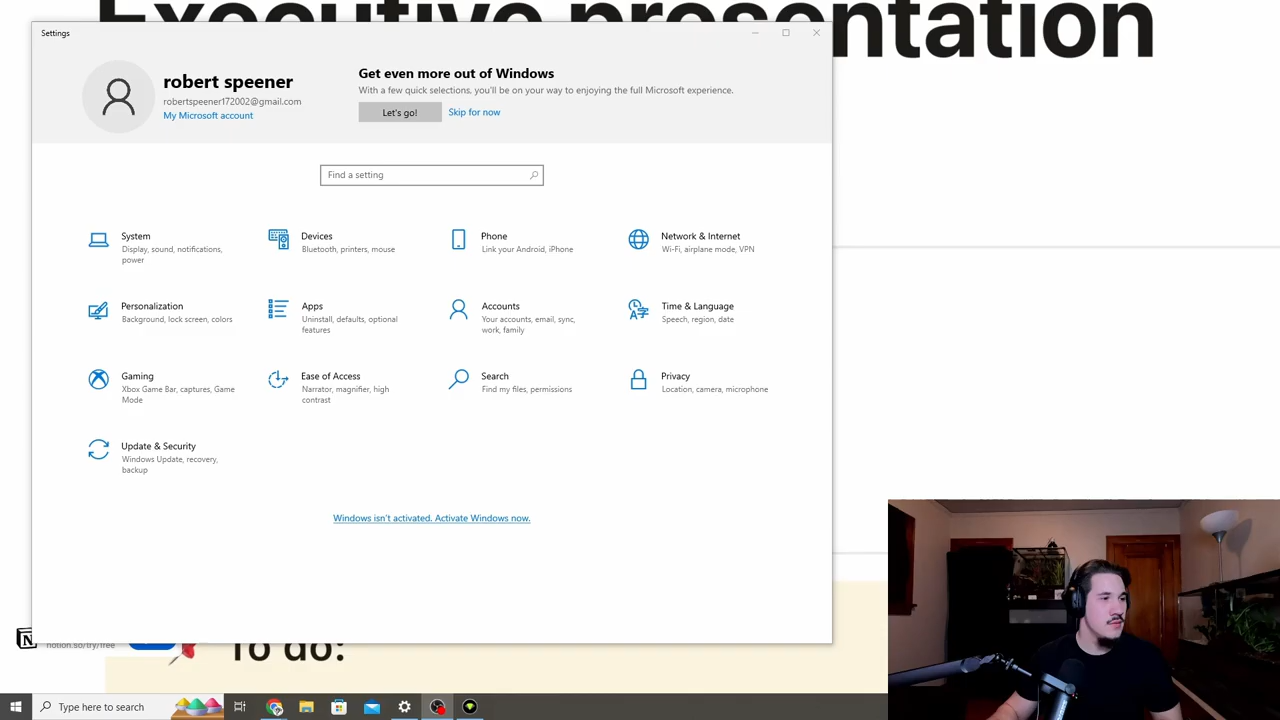 Executive presentation
Settings
robert speener
robertspeener172002@gmail.com
My Microsoft account
Get even more out of Windows
With a few quick selections, you'll be on your way to enjoying the full Microsoft experience.
Let's go!
Skip for now
Find a setting
System
Display, sound, notifications,
power
Devices
Bluetooth, printers, mouse
Phone
Link your Android, iPhone
Network & Internet
Wi-Fi, airplane mode, VPN
Personalization
Background, lock screen, colors
Apps
Uninstall, defaults, optional
features
Accounts
Your accounts, email, sync,
work, family
Time & Language
Speech, region, date
Gaming
Xbox Game Bar, captures, Game
Mode
Ease of Access
Narrator, magnifier, high
contrast
Search
Find my files, permissions
Privacy
Location, camera, microphone
Update & Security
Windows Update, recovery,
backup
Windows isn't activated. Activate Windows now.
notion.so/try/free
To do:
Type here to search